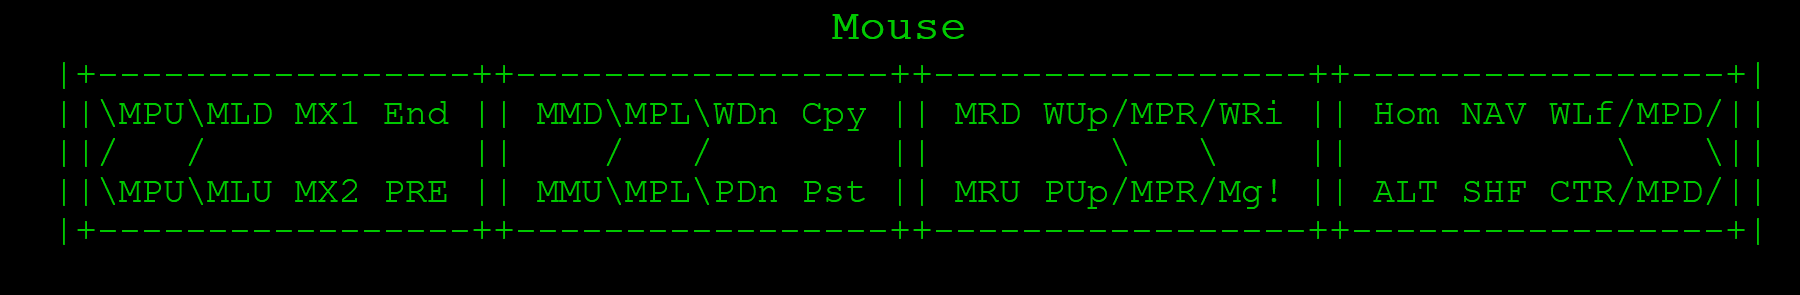 Mouse
|+-----------------++-----------------++-----------------++-----------------+|
||\MPU\MLD MX1 End || MMD\MPL\WDn Cpy || MRD WUp/MPR/WRi || Hom NAV WLf/MPD/||
||/   /            ||    /   /        ||       \   \     ||            \   \||
||\MPU\MLU MX2 PRE || MMU\MPL\PDn Pst || MRU PUp/MPR/Mg! || ALT SHF CTR/MPD/||
|+-----------------++-----------------++-----------------++-----------------+|